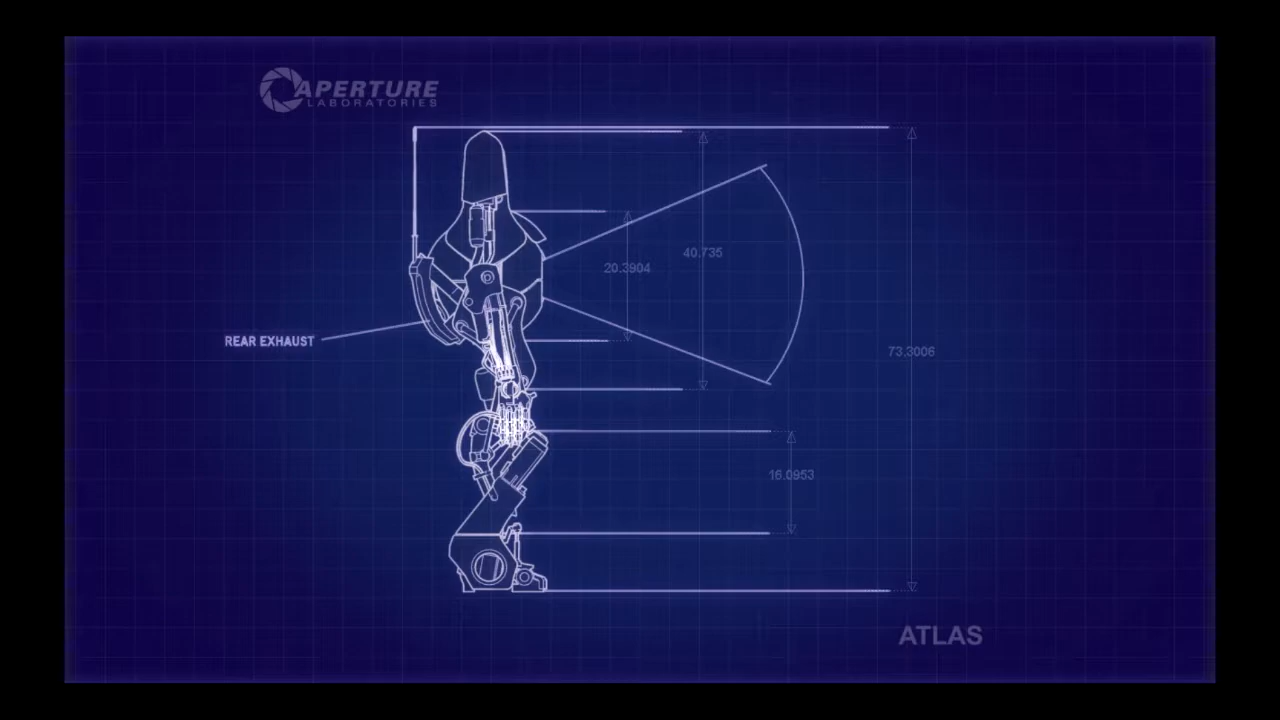 APERTURE
LABORATORIES
40.735
20.3904
REAR EXHAUST
73.3006
16.0953
ATLAS